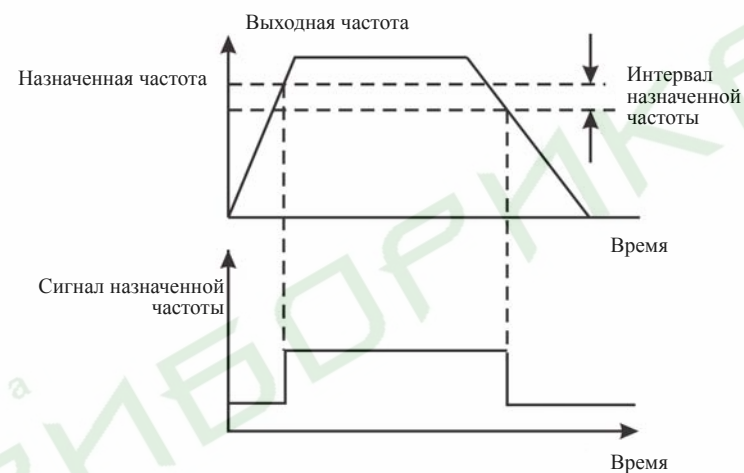 Выходная частота
Назначенная частота
Интервал
назначенной
частоты
Время
Сигнал назначенной
частоты
Время